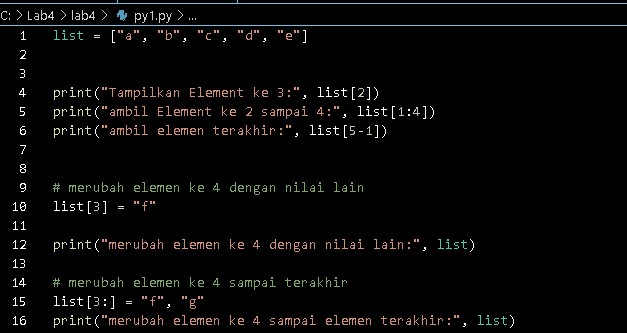 C: > Lab4 > lab4 > py1.py > ...
1 list = ["a", "b", "c", "d", "e"]
2
3
4 print("Tampilkan Element ke 3:", list[2])
5 print("ambil Element ke 2 sampai 4:", list[1:4])
6 print("ambil elemen terakhir:", list[5-1])
7
8
9 # merubah elemen ke 4 dengan nilai lain
10 list[3] = "f"
11
12 print("merubah elemen ke 4 dengan nilai lain:", list)
13
14 # merubah elemen ke 4 sampai terakhir
15 list[3:] = "f", "g"
16 print("merubah elemen ke 4 sampai elemen terakhir:", list)